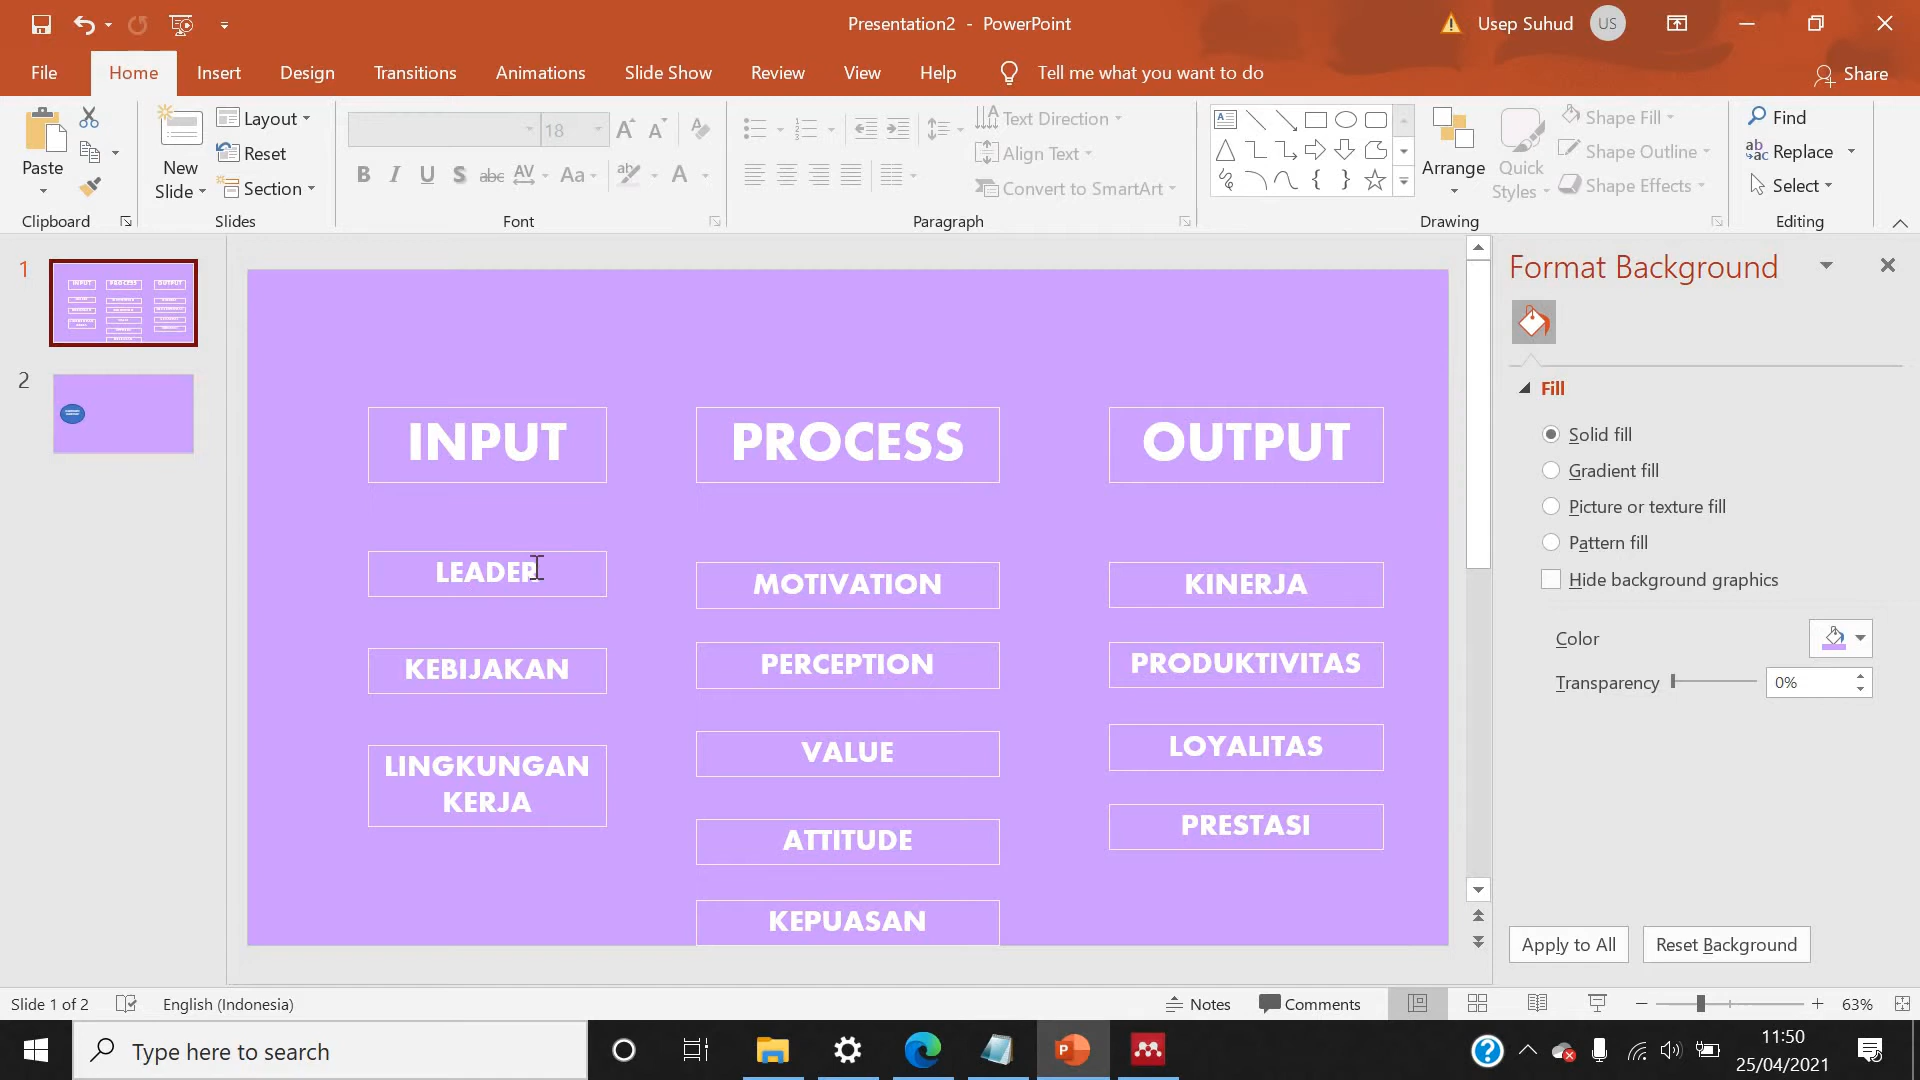 Presentation2 - PowerPoint
Usep Suhud
US
File
Home
Insert
Design
Transitions
Animations
Slide Show
Review
View
Help
Tell me what you want to do
Share
Paste
Clipboard
New
Slide
Layout
Reset
Section
Slides
18
B I U S abc AV Aa A
Font
Text Direction
Align Text
Convert to SmartArt
Paragraph
Arrange
Quick
Styles
Shape Fill
Shape Outline
Shape Effects
Drawing
Find
Replace
Select
Editing
1
INPUT
PROCESS
OUTPUT
2
INPUT
LEADER
KEBIJAKAN
LINGKUNGAN
KERJA
PROCESS
MOTIVATION
PERCEPTION
VALUE
ATTITUDE
KEPUASAN
OUTPUT
KINERJA
PRODUKTIVITAS
LOYALITAS
PRESTASI
Format Background
Fill
Solid fill
Gradient fill
Picture or texture fill
Pattern fill
Hide background graphics
Color
Transparency
0%
Apply to All
Reset Background
Slide 1 of 2
English (Indonesia)
Notes
Comments
63%
Type here to search
11:50
25/04/2021